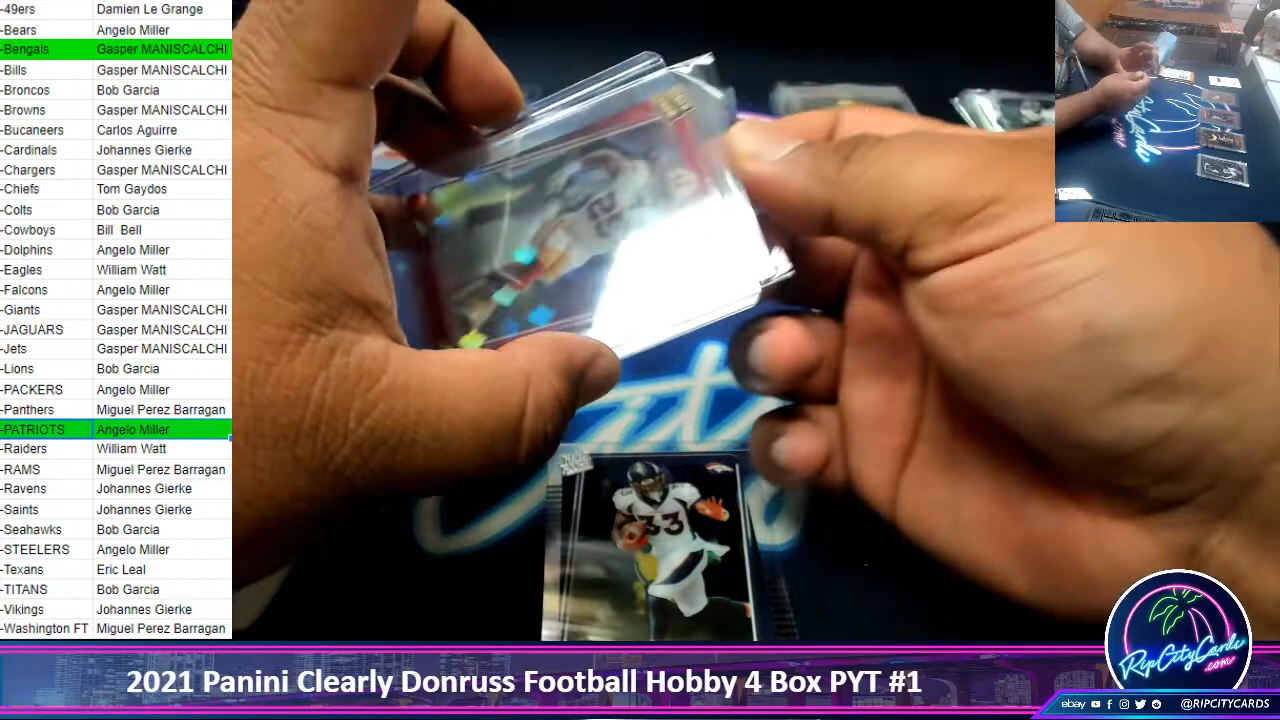 -49ers Damien Le Grange
-Bears Angelo Miller
-Bengals Gasper MANISCALCHI
-Bills Gasper MANISCALCHI
-Broncos Bob Garcia
-Browns Gasper MANISCALCHI
-Bucaneers Carlos Aguirre
-Cardinals Johannes Gierke
-Chargers Gasper MANISCALCHI
-Chiefs Tom Gaydos
-Colts Bob Garcia
-Cowboys Bill Bell
-Dolphins Angelo Miller
-Eagles William Watt
-Falcons Angelo Miller
-Giants Gasper MANISCALCHI
-JAGUARS Gasper MANISCALCHI
-Jets Gasper MANISCALCHI
-Lions Bob Garcia
-PACKERS Angelo Miller
-Panthers Miguel Perez Barragan
-PATRIOTS Angelo Miller
-Raiders William Watt
-RAMS Miguel Perez Barragan
-Ravens Johannes Gierke
-Saints Johannes Gierke
-Seahawks Bob Garcia
-STEELERS Angelo Miller
-Texans Eric Leal
-TITANS Bob Garcia
-Vikings Johannes Gierke
-Washington FT Miguel Perez Barragan
33
2021 Panini Clearly Donruss Football Hobby 4 Box PYT #1
RipCityCards
.com
ebay @RIPCITYCARDS